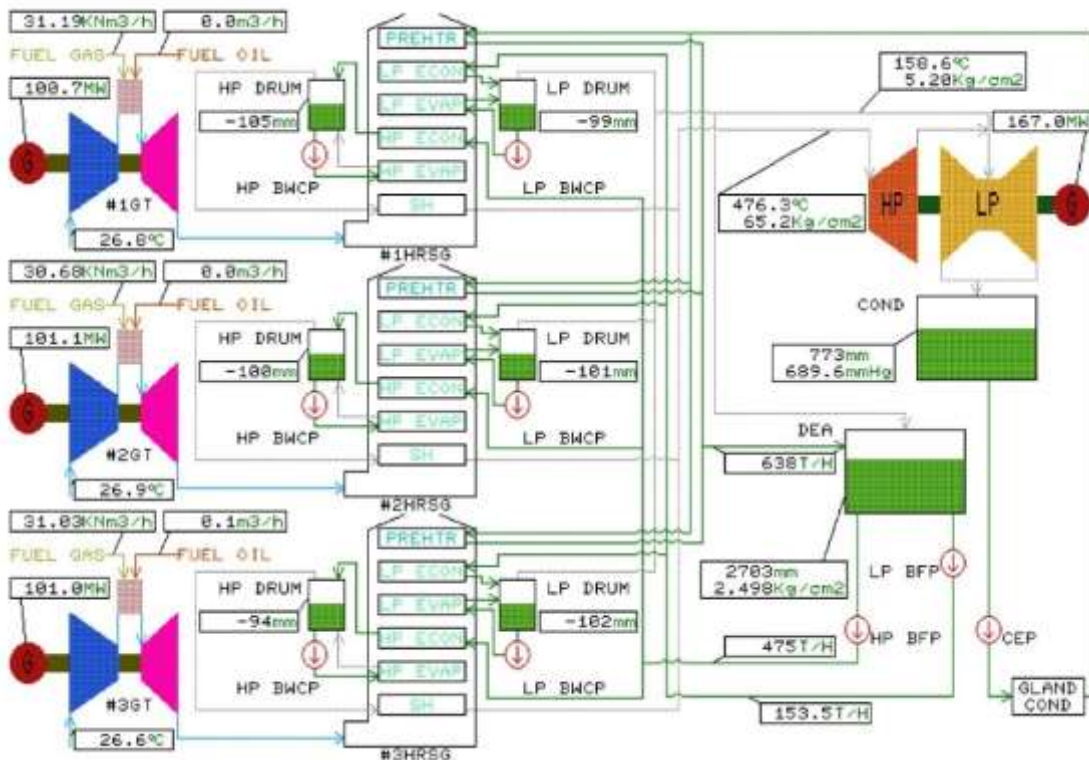 31.19KNm3/h
0.0m3/h
FUEL GAS
FUEL OIL
100.7MW
G
#1GT
26.8℃
HP DRUM
-105mm
HP BWCP
PREHTR
LP ECON
LP EVAP
HP ECON
HP EVAP
SH
#1HRSG
LP DRUM
-99mm
LP BWCP
30.68KNm3/h
0.0m3/h
FUEL GAS
FUEL OIL
101.1MW
G
#2GT
26.9℃
HP DRUM
-100mm
HP BWCP
PREHTR
LP ECON
LP EVAP
HP ECON
HP EVAP
SH
#2HRSG
LP DRUM
-101mm
LP BWCP
31.03KNm3/h
0.1m3/h
FUEL GAS
FUEL OIL
101.0MW
G
#3GT
26.6℃
HP DRUM
-94mm
HP BWCP
PREHTR
LP ECON
LP EVAP
HP ECON
HP EVAP
SH
#3HRSG
LP DRUM
-102mm
LP BWCP
158.6℃
5.20Kg/cm2
167.0MW
476.3℃
65.2Kg/cm2
HP
LP
G
COND
773mm
689.6mmHg
DEA
638T/H
2703mm
2.498Kg/cm2
LP BFP
HP BFP
CEP
475T/H
153.5T/H
GLAND
COND